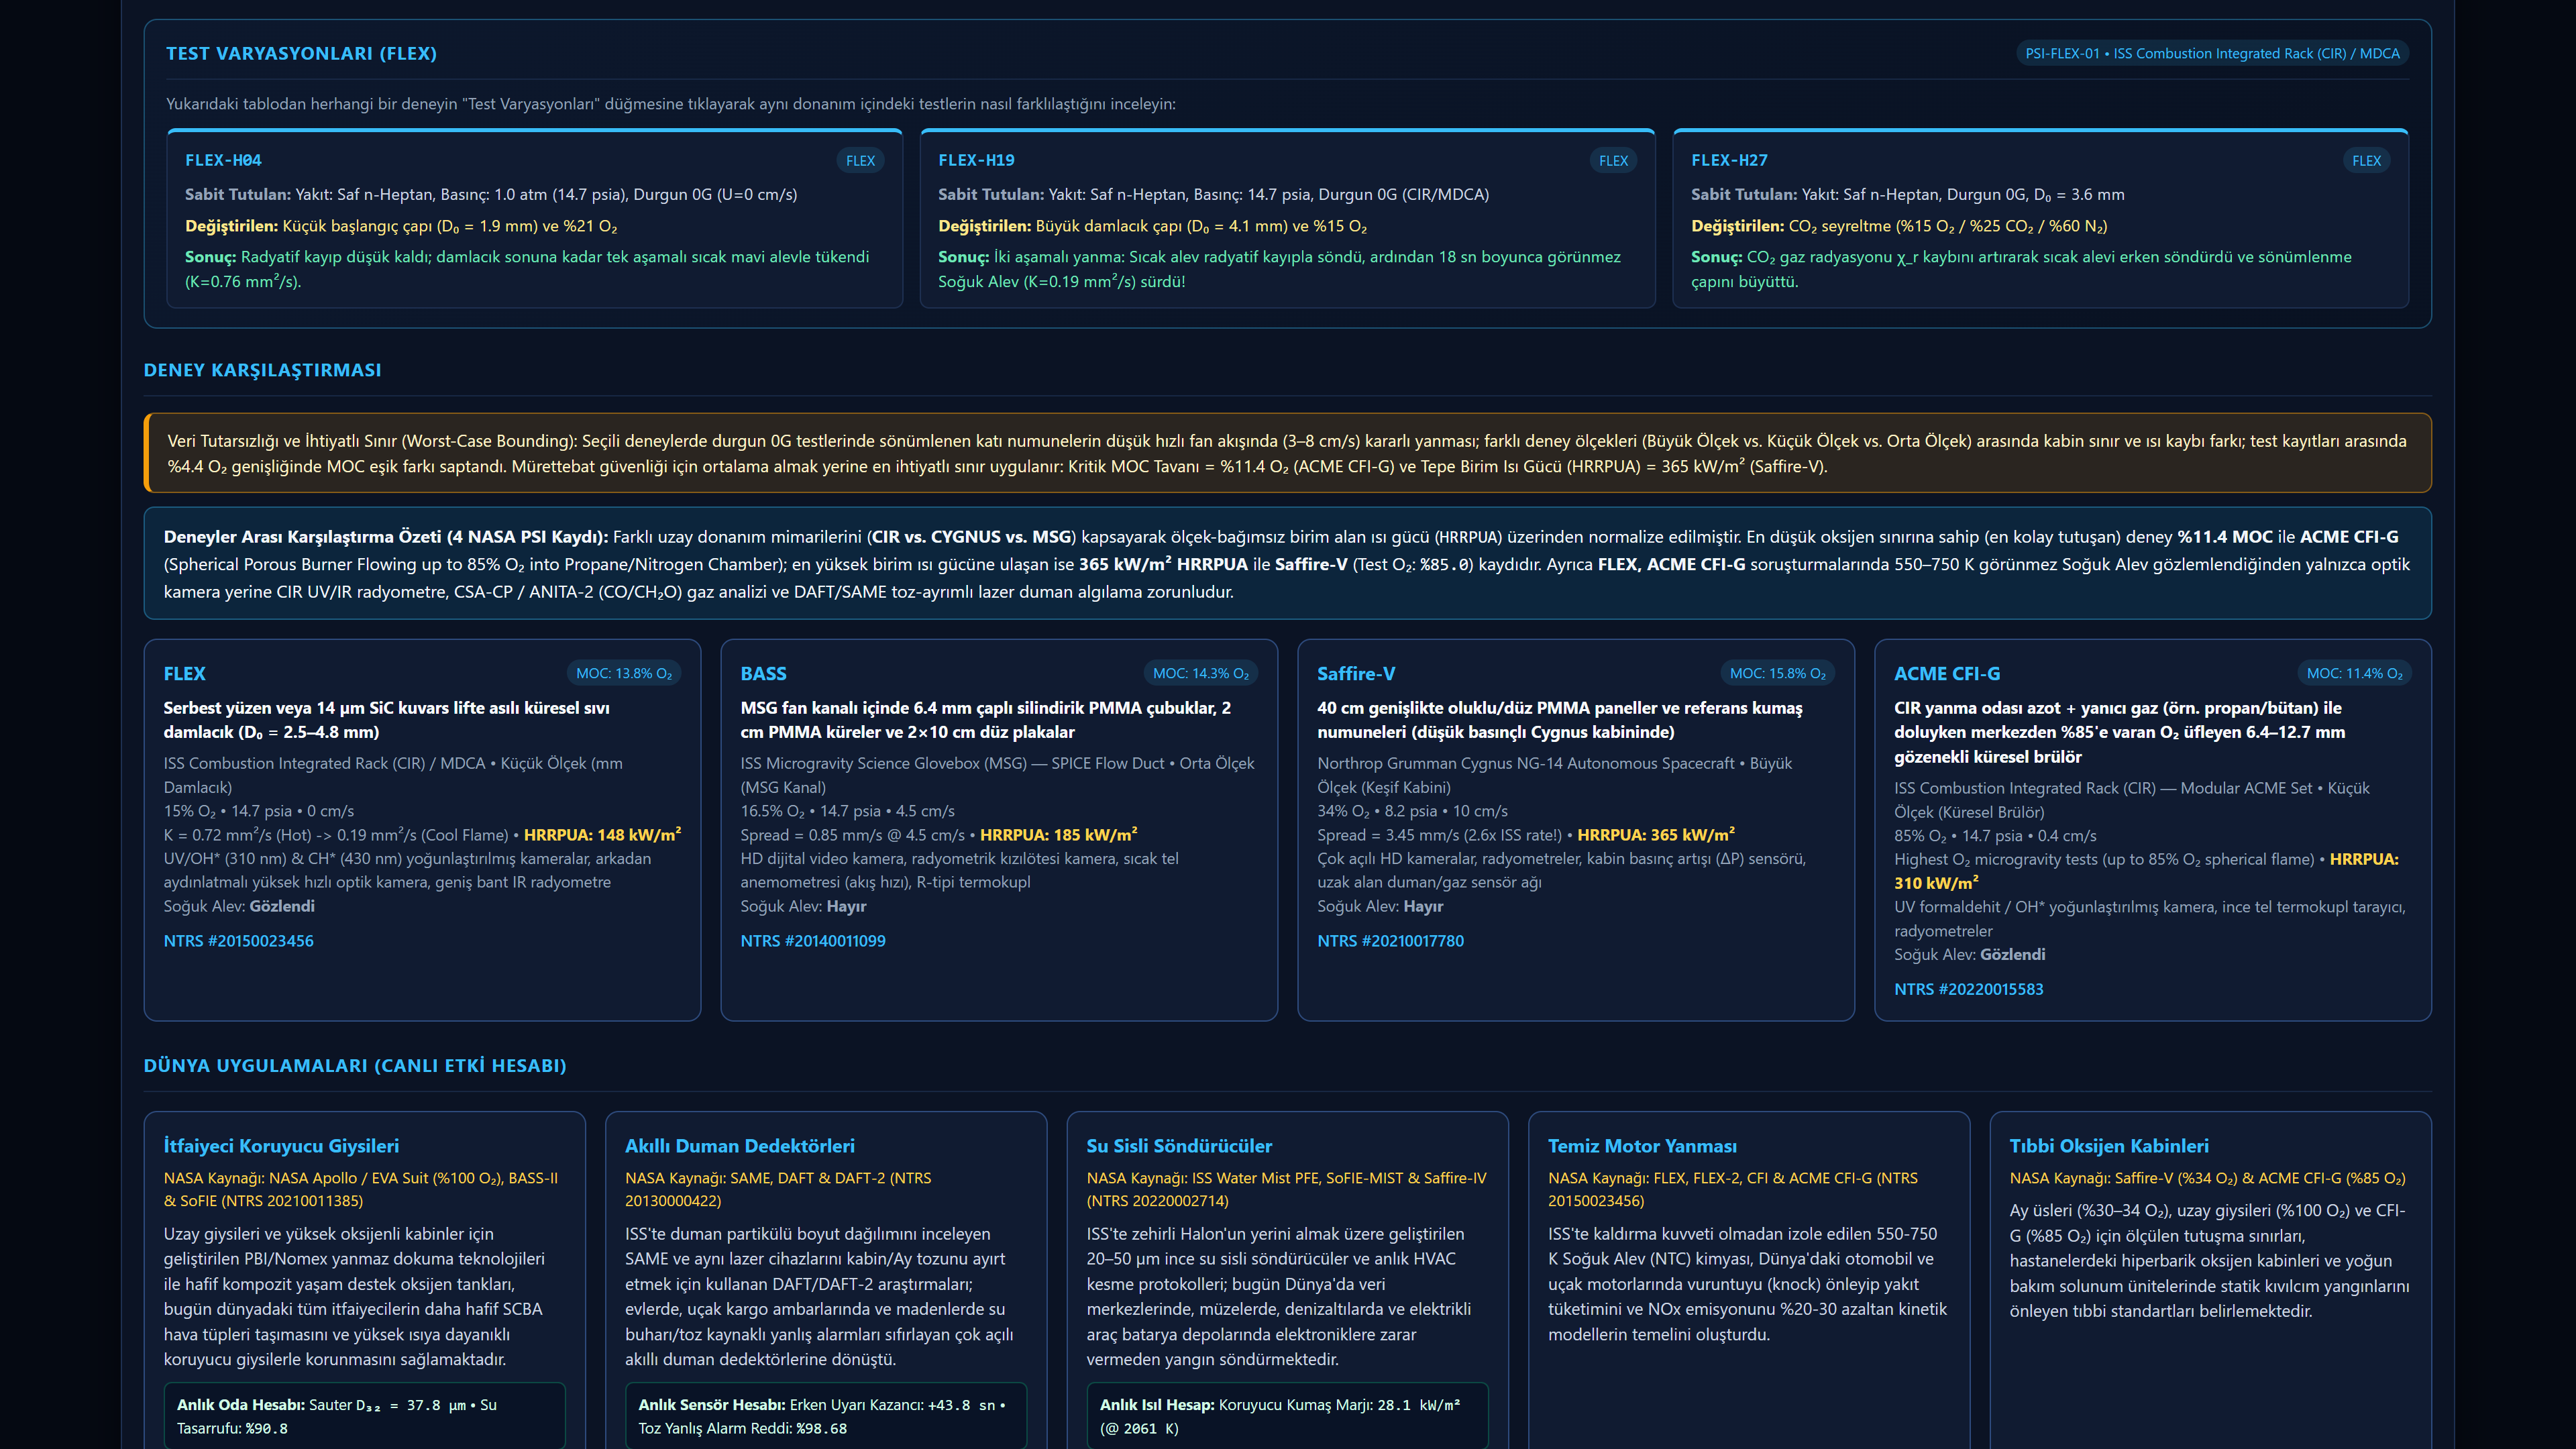 TEST VARYASYONLARI (FLEX)
PSI-FLEX-01 • ISS Combustion Integrated Rack (CIR) / MDCA
Yukarıdaki tablodan herhangi bir deneyin "Test Varyasyonları" düğmesine tıklayarak aynı donanım içindeki testlerin nasıl farklılaştığını inceleyin:
FLEX-H04
FLEX
Sabit Tutulan: Yakıt: Saf n-Heptan, Basınç: 1.0 atm (14.7 psia), Durgun 0G (U=0 cm/s)
Değiştirilen: Küçük başlangıç çapı (D₀ = 1.9 mm) ve %21 O₂
Sonuç: Radyatif kayıp düşük kaldı; damlacık sonuna kadar tek aşamalı sıcak mavi alevle tükendi
(K=0.76 mm²/s).
FLEX-H19
FLEX
Sabit Tutulan: Yakıt: Saf n-Heptan, Basınç: 14.7 psia, Durgun 0G (CIR/MDCA)
Değiştirilen: Büyük damlacık çapı (D₀ = 4.1 mm) ve %15 O₂
Sonuç: İki aşamalı yanma: Sıcak alev radyatif kayıpla söndü, ardından 18 sn boyunca görünmez
Soğuk Alev (K=0.19 mm²/s) sürdü!
FLEX-H27
FLEX
Sabit Tutulan: Yakıt: Saf n-Heptan, Durgun 0G, D₀ = 3.6 mm
Değiştirilen: CO₂ seyreltme (%15 O₂ / %25 CO₂ / %60 N₂)
Sonuç: CO₂ gaz radyasyonu χ_r kaybını artırarak sıcak alevi erken söndürdü ve sönümlenme
çapını büyüttü.
DENEY KARŞILAŞTIRMASI
Veri Tutarsızlığı ve İhtiyatlı Sınır (Worst-Case Bounding): Seçili deneylerde durgun 0G testlerinde sönümlenen katı numunelerin düşük hızlı fan akışında (3–8 cm/s) kararlı yanması; farklı deney ölçekleri (Büyük Ölçek vs. Küçük Ölçek vs. Orta Ölçek) arasında kabin sınır ve ısı kaybı farkı; test kayıtları arasında
%4.4 O₂ genişliğinde MOC eşik farkı saptandı. Mürettebat güvenliği için ortalama almak yerine en ihtiyatlı sınır uygulanır: Kritik MOC Tavanı = %11.4 O₂ (ACME CFI-G) ve Tepe Birim Isı Gücü (HRRPUA) = 365 kW/m² (Saffire-V).
Deneyler Arası Karşılaştırma Özeti (4 NASA PSI Kaydı): Farklı uzay donanım mimarilerini (CIR vs. CYGNUS vs. MSG) kapsayarak ölçek-bağımsız birim alan ısı gücü (HRRPUA) üzerinden normalize edilmiştir. En düşük oksijen sınırına sahip (en kolay tutuşan) deney %11.4 MOC ile ACME CFI-G
(Spherical Porous Burner Flowing up to 85% O₂ into Propane/Nitrogen Chamber); en yüksek birim ısı gücüne ulaşan ise 365 kW/m² HRRPUA ile Saffire-V (Test O₂: %85.0) kaydıdır. Ayrıca FLEX, ACME CFI-G soruşturmalarında 550–750 K görünmez Soğuk Alev gözlemlendiğinden yalnızca optik
kamera yerine CIR UV/IR radyometre, CSA-CP / ANITA-2 (CO/CH₂O) gaz analizi ve DAFT/SAME toz-ayrımlı lazer duman algılama zorunludur.
FLEX
MOC: 13.8% O₂
Serbest yüzen veya 14 µm SiC kuvars lifte asılı küresel sıvı
damlacık (D₀ = 2.5–4.8 mm)
ISS Combustion Integrated Rack (CIR) / MDCA • Küçük Ölçek (mm
Damlacık)
15% O₂ • 14.7 psia • 0 cm/s
K = 0.72 mm²/s (Hot) -> 0.19 mm²/s (Cool Flame) • HRRPUA: 148 kW/m²
UV/OH* (310 nm) & CH* (430 nm) yoğunlaştırılmış kameralar, arkadan
aydınlatmalı yüksek hızlı optik kamera, geniş bant IR radyometre
Soğuk Alev: Gözlendi
NTRS #20150023456
BASS
MOC: 14.3% O₂
MSG fan kanalı içinde 6.4 mm çaplı silindirik PMMA çubuklar, 2
cm PMMA küreler ve 2×10 cm düz plakalar
ISS Microgravity Science Glovebox (MSG) — SPICE Flow Duct • Orta Ölçek
(MSG Kanal)
16.5% O₂ • 14.7 psia • 4.5 cm/s
Spread = 0.85 mm/s @ 4.5 cm/s • HRRPUA: 185 kW/m²
HD dijital video kamera, radyometrik kızılötesi kamera, sıcak tel
anemometresi (akış hızı), R-tipi termokupl
Soğuk Alev: Hayır
NTRS #20140011099
Saffire-V
MOC: 15.8% O₂
40 cm genişlikte oluklu/düz PMMA paneller ve referans kumaş
numuneleri (düşük basınçlı Cygnus kabininde)
Northrop Grumman Cygnus NG-14 Autonomous Spacecraft • Büyük
Ölçek (Keşif Kabini)
34% O₂ • 8.2 psia • 10 cm/s
Spread = 3.45 mm/s (2.6x ISS rate!) • HRRPUA: 365 kW/m²
Çok açılı HD kameralar, radyometreler, kabin basınç artışı (ΔP) sensörü,
uzak alan duman/gaz sensör ağı
Soğuk Alev: Hayır
NTRS #20210017780
ACME CFI-G
MOC: 11.4% O₂
CIR yanma odası azot + yanıcı gaz (örn. propan/bütan) ile
doluyken merkezden %85'e varan O₂ üfleyen 6.4–12.7 mm
gözenekli küresel brülör
ISS Combustion Integrated Rack (CIR) — Modular ACME Set • Küçük
Ölçek (Küresel Brülör)
85% O₂ • 14.7 psia • 0.4 cm/s
Highest O₂ microgravity tests (up to 85% O₂ spherical flame) • HRRPUA:
310 kW/m²
UV formaldehit / OH* yoğunlaştırılmış kamera, ince tel termokupl tarayıcı,
radyometreler
Soğuk Alev: Gözlendi
NTRS #20220015583
DÜNYA UYGULAMALARI (CANLI ETKİ HESABI)
İtfaiyeci Koruyucu Giysileri
NASA Kaynağı: NASA Apollo / EVA Suit (%100 O₂), BASS-II
& SoFIE (NTRS 20210011385)
Uzay giysileri ve yüksek oksijenli kabinler için
geliştirilen PBI/Nomex yanmaz dokuma teknolojileri
ile hafif kompozit yaşam destek oksijen tankları,
bugün dünyadaki tüm itfaiyecilerin daha hafif SCBA
hava tüpleri taşımasını ve yüksek ısıya dayanıklı
koruyucu giysilerle korunmasını sağlamaktadır.
Anlık Oda Hesabı: Sauter D₃₂ = 37.8 µm • Su
Tasarrufu: %90.8
Akıllı Duman Dedektörleri
NASA Kaynağı: SAME, DAFT & DAFT-2 (NTRS
20130000422)
ISS'te duman partikülü boyut dağılımını inceleyen
SAME ve aynı lazer cihazlarını kabin/Ay tozunu ayırt
etmek için kullanan DAFT/DAFT-2 araştırmaları;
evlerde, uçak kargo ambarlarında ve madenlerde su
buharı/toz kaynaklı yanlış alarmları sıfırlayan çok açılı
akıllı duman dedektörlerine dönüştü.
Anlık Sensör Hesabı: Erken Uyarı Kazancı: +43.8 sn •
Toz Yanlış Alarm Reddi: %98.68
Su Sisli Söndürücüler
NASA Kaynağı: ISS Water Mist PFE, SoFIE-MIST & Saffire-IV
(NTRS 20220002714)
ISS'te zehirli Halon'un yerini almak üzere geliştirilen
20–50 µm ince su sisli söndürücüler ve anlık HVAC
kesme protokolleri; bugün Dünya'da veri
merkezlerinde, müzelerde, denizaltılarda ve elektrikli
araç batarya depolarında elektroniklere zarar
vermeden yangın söndürmektedir.
Anlık Isıl Hesap: Koruyucu Kumaş Marjı: 28.1 kW/m²
(@ 2061 K)
Temiz Motor Yanması
NASA Kaynağı: FLEX, FLEX-2, CFI & ACME CFI-G (NTRS
20150023456)
ISS'te kaldırma kuvveti olmadan izole edilen 550-750
K Soğuk Alev (NTC) kimyası, Dünya'daki otomobil ve
uçak motorlarında vuruntuyu (knock) önleyip yakıt
tüketimini ve NOx emisyonunu %20-30 azaltan kinetik
modellerin temelini oluşturdu.
Tıbbi Oksijen Kabinleri
NASA Kaynağı: Saffire-V (%34 O₂) & ACME CFI-G (%85 O₂)
Ay üsleri (%30–34 O₂), uzay giysileri (%100 O₂) ve CFI-
G (%85 O₂) için ölçülen tutuşma sınırları,
hastanelerdeki hiperbarik oksijen kabinleri ve yoğun
bakım solunum ünitelerinde statik kıvılcım yangınlarını
önleyen tıbbi standartları belirlemektedir.